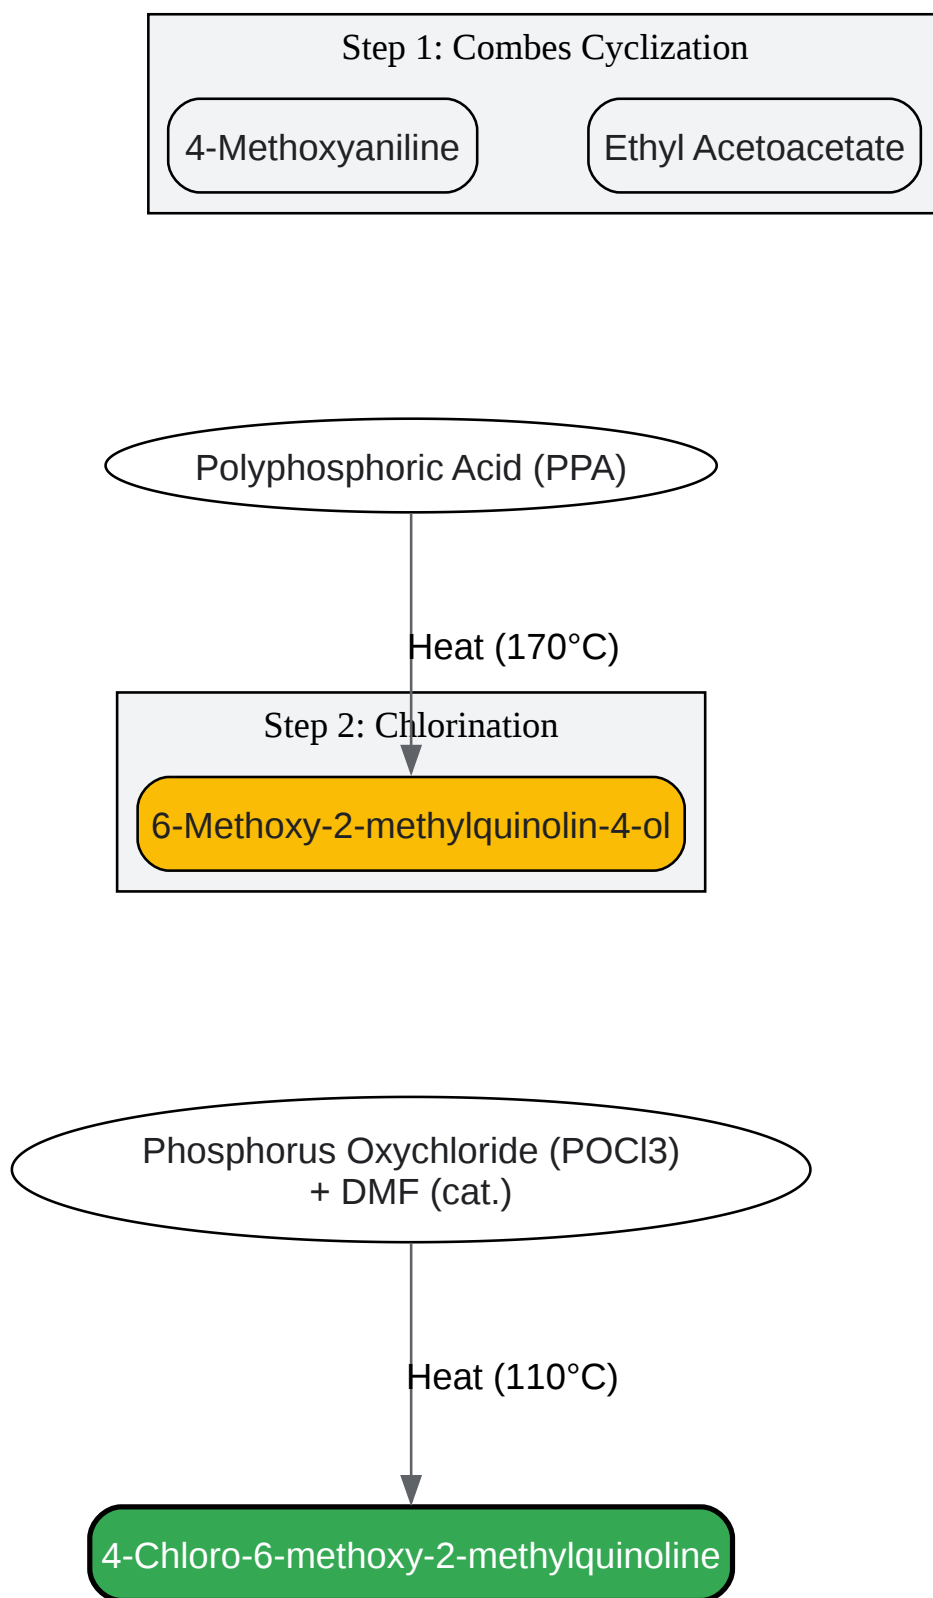 Step 1: Combes Cyclization
4-Methoxyaniline
Ethyl Acetoacetate
Polyphosphoric Acid (PPA)
Heat (170°C)
Step 2: Chlorination
6-Methoxy-2-methylquinolin-4-ol
Phosphorus Oxychloride (POCl3)
+ DMF (cat.)
Heat (110°C)
4-Chloro-6-methoxy-2-methylquinoline